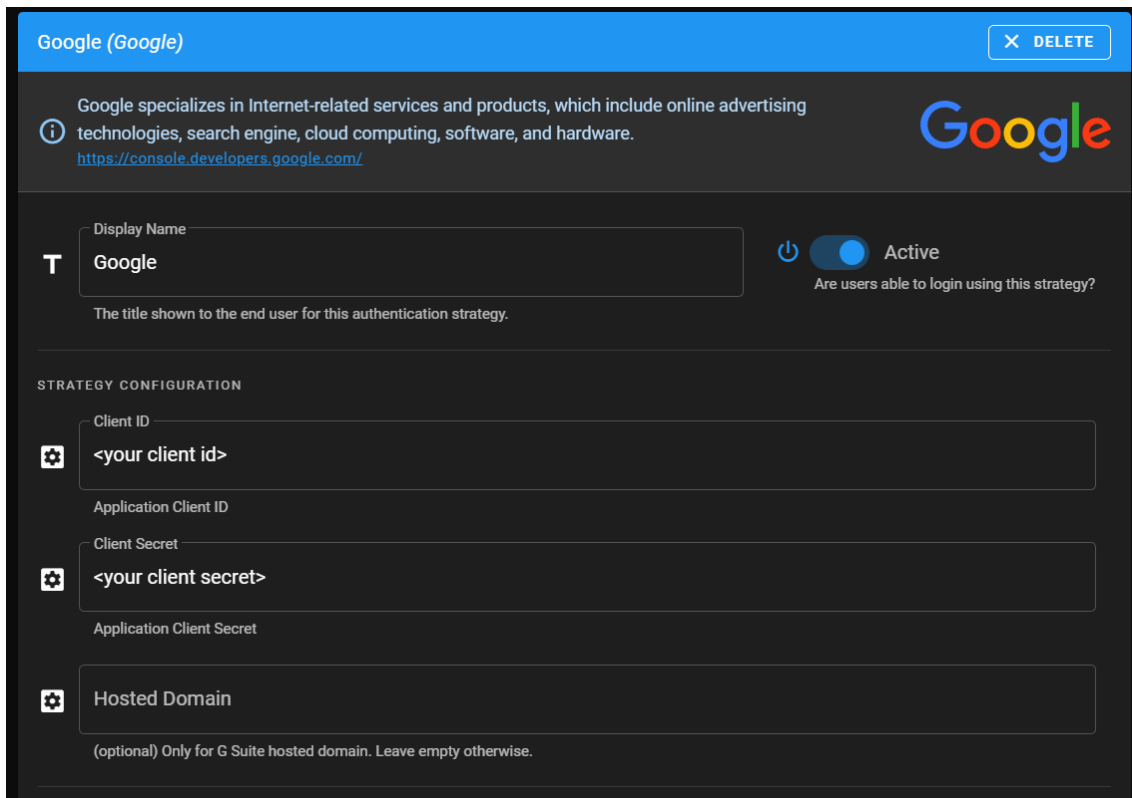 Google (Google)
DELETE
Google specializes in Internet-related services and products, which include online advertising
technologies, search engine, cloud computing, software, and hardware.
https://console.developers.google.com/
Google
Display Name
Google
The title shown to the end user for this authentication strategy.
Active
Are users able to login using this strategy?
STRATEGY CONFIGURATION
Client ID
<your client id>
Application Client ID
Client Secret
<your client secret>
Application Client Secret
Hosted Domain
(optional) Only for G Suite hosted domain. Leave empty otherwise.